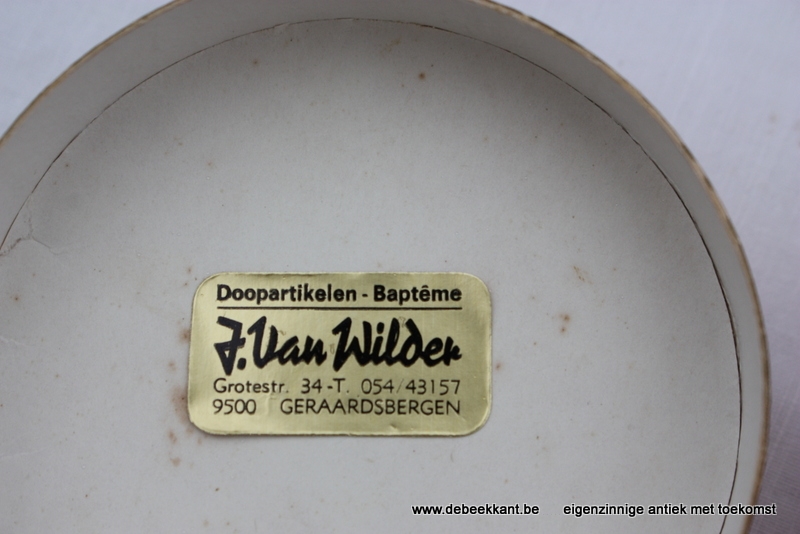 Doopartikelen - Baptême
J. Van Wilder
Grotestr. 34-T. 054/43157
9500 GERAARDSBERGEN
www.debeekkant.be eigenzinnige antiek met toekomst